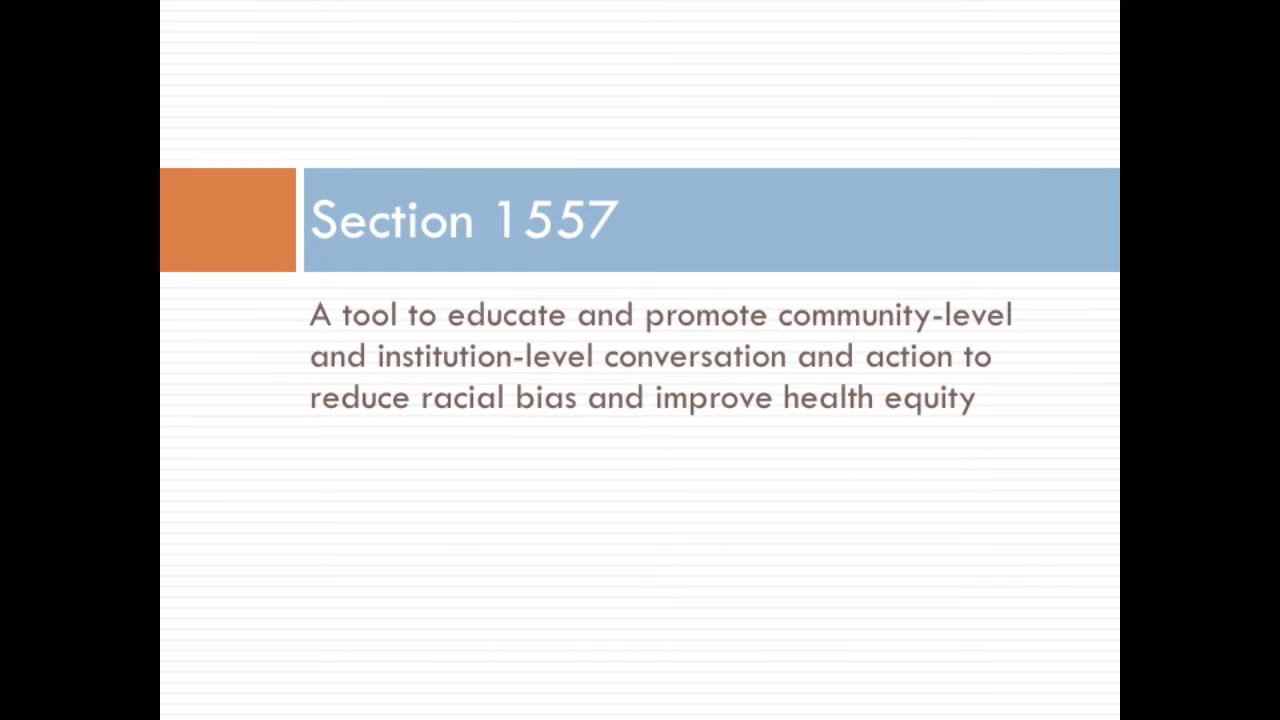 Section 1557
A tool to educate and promote community-level
and institution-level conversation and action to
reduce racial bias and improve health equity